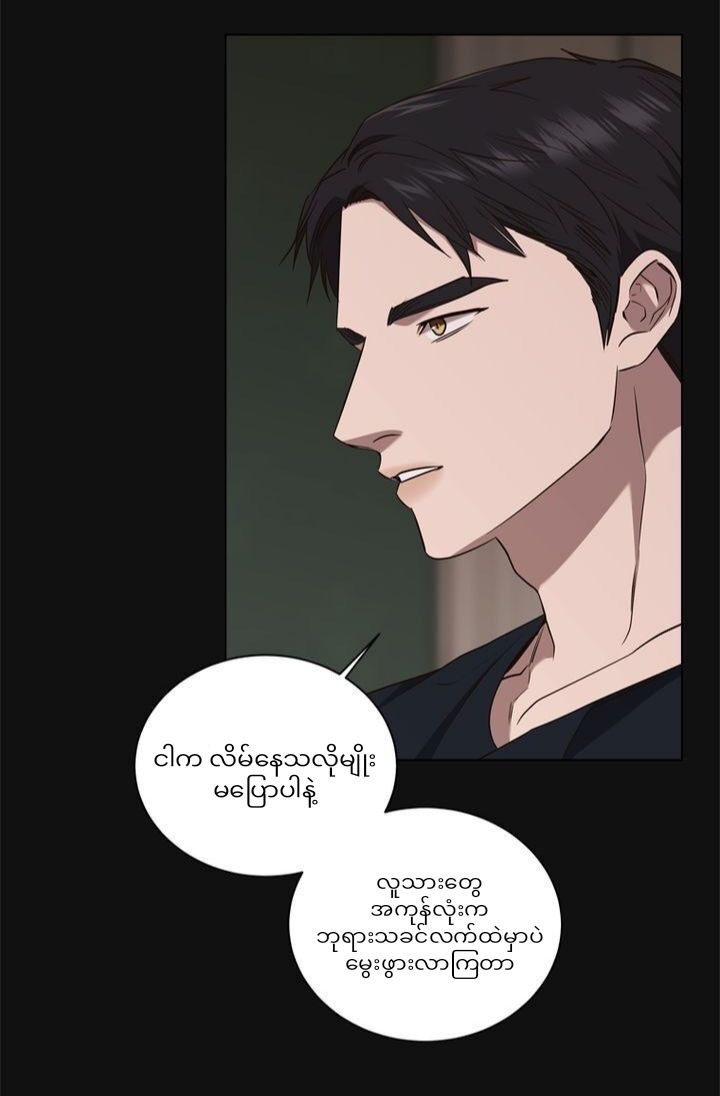 ငါက လိမ်နေသလိုမျိုး
မပြောပါနဲ့
လူသားတွေ
အကုန်လုံးက
ဘုရားသခင်လက်ထဲမှာပဲ
မွေးဖွားလာကြတာ